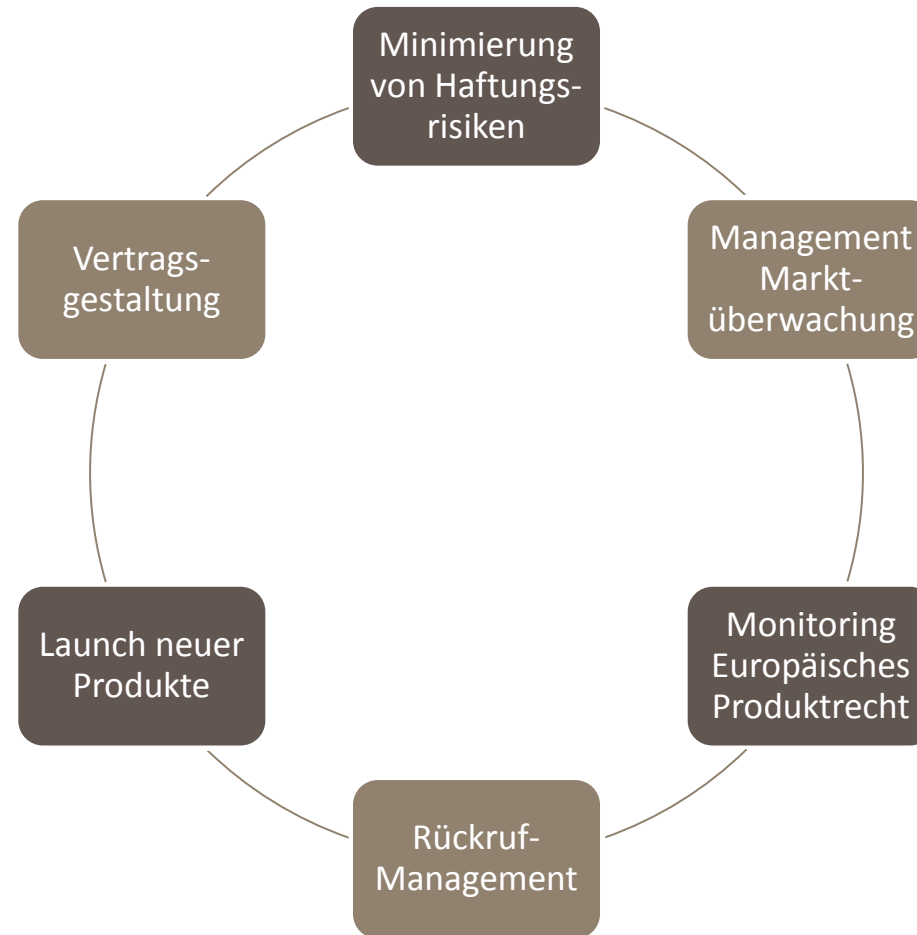 Minimierung
von Haftungs-
risiken
Management
Markt-
überwachung
Monitoring
Europäisches
Produktrecht
Rückruf-
Management
Launch neuer
Produkte
Vertrags-
gestaltung